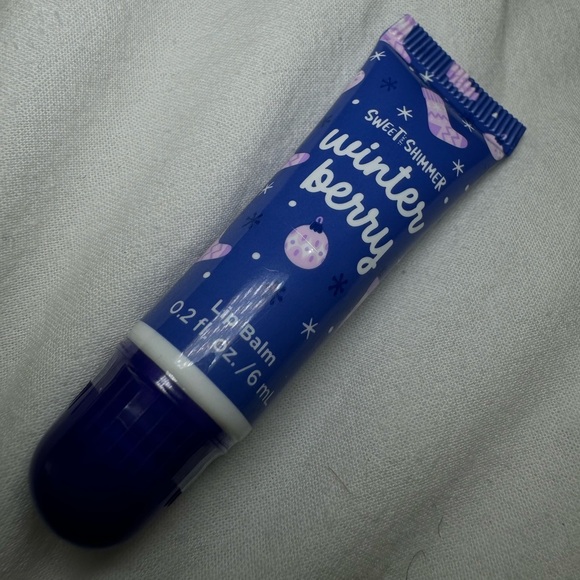 SWEET & SHIMMER
winter
berry
Lip Balm
0.2 fl. oz. / 6 mL